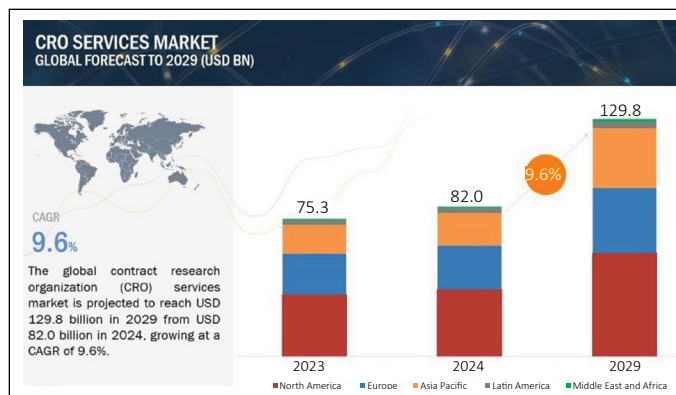 CRO SERVICES MARKET
GLOBAL FORECAST TO 2029 (USD BN)
CAGR
9.6%
The global contract research
organization (CRO) services
market is projected to reach USD
129.8 billion in 2029 from USD
82.0 billion in 2024, growing at a
CAGR of 9.6%.
75.3
82.0
9.6%
129.8
2023
2024
2029
North America
Europe
Asia Pacific
Latin America
Middle East and Africa